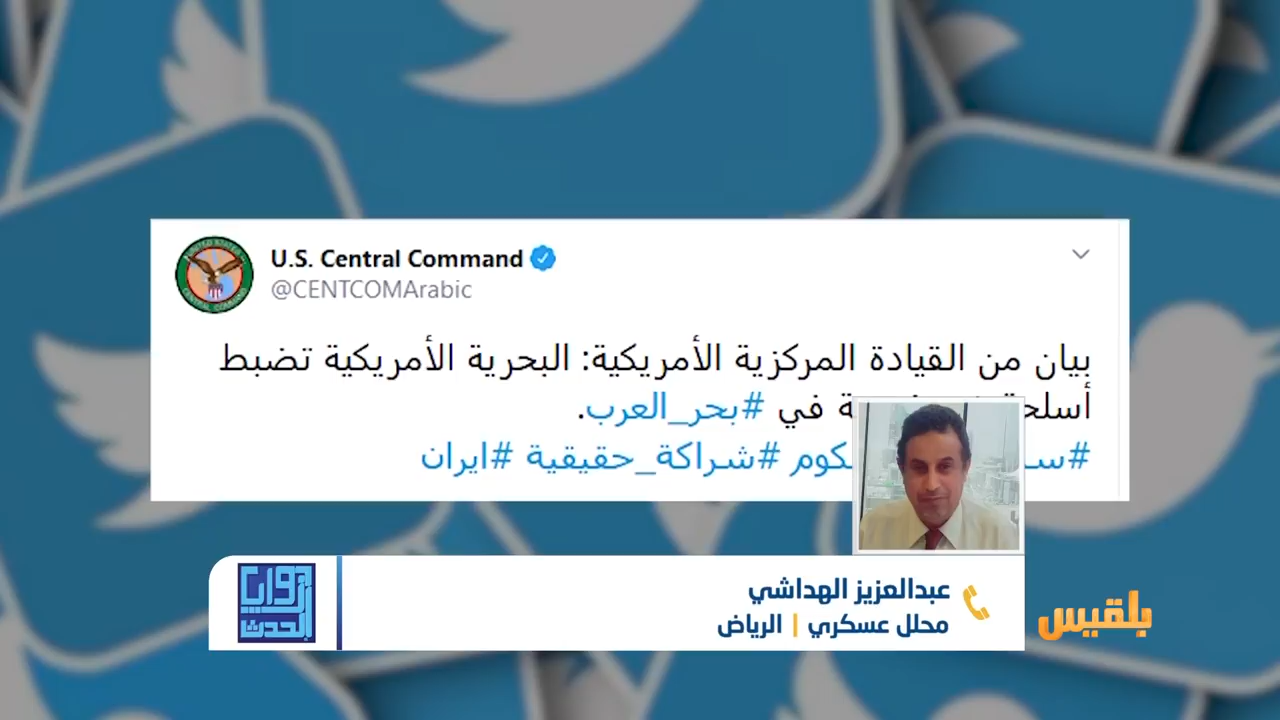 U.S. Central Command
@CENTCOMArabic
بيان من القيادة المركزية الأمريكية: البحرية الأمريكية تضبط
أسلحة في #بحر_العرب.
#شراكة_حقيقية #ايران
عبدالعزيز الهداشي
محلل عسكري | الرياض
زوايا الحدث
بلقيس